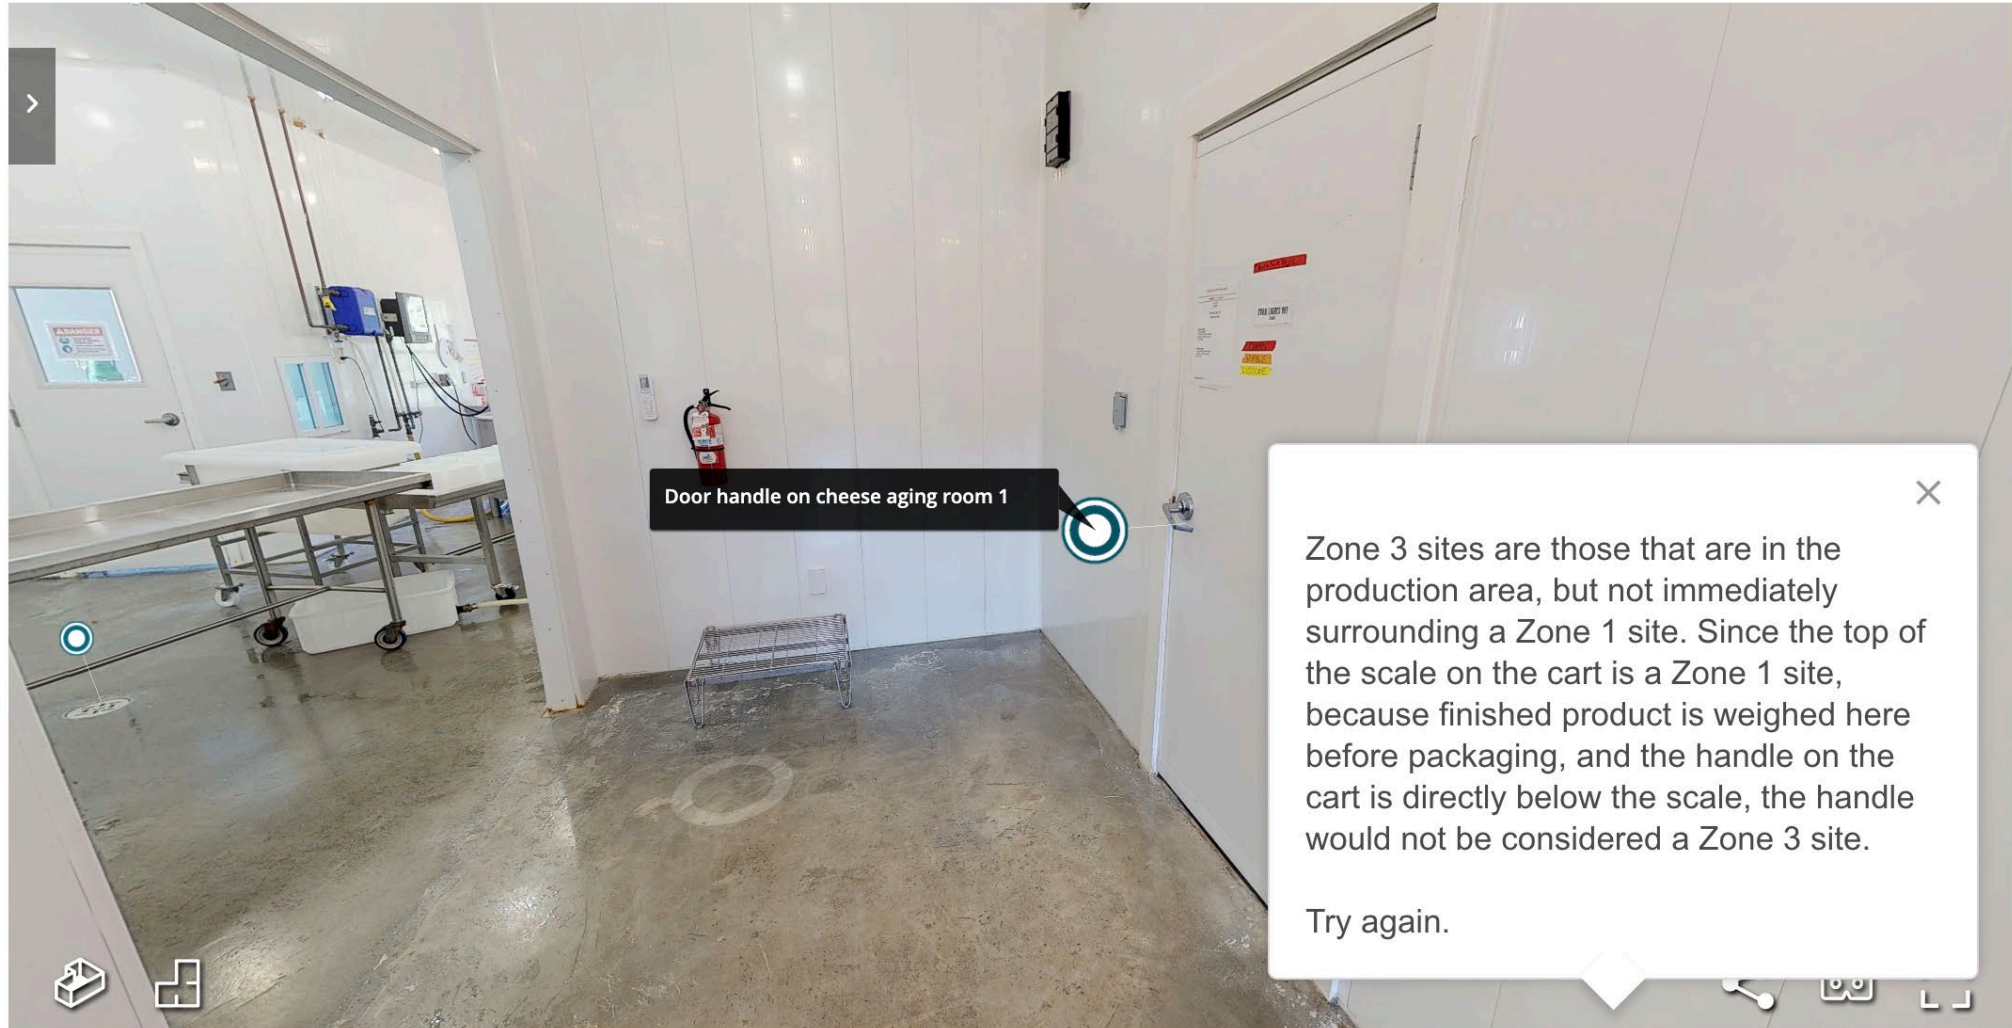 DANGER
Door handle on cheese aging room 1
Zone 3 sites are those that are in the
production area, but not immediately
surrounding a Zone 1 site. Since the top of
the scale on the cart is a Zone 1 site,
because finished product is weighed here
before packaging, and the handle on the
cart is directly below the scale, the handle
would not be considered a Zone 3 site.
Try again.